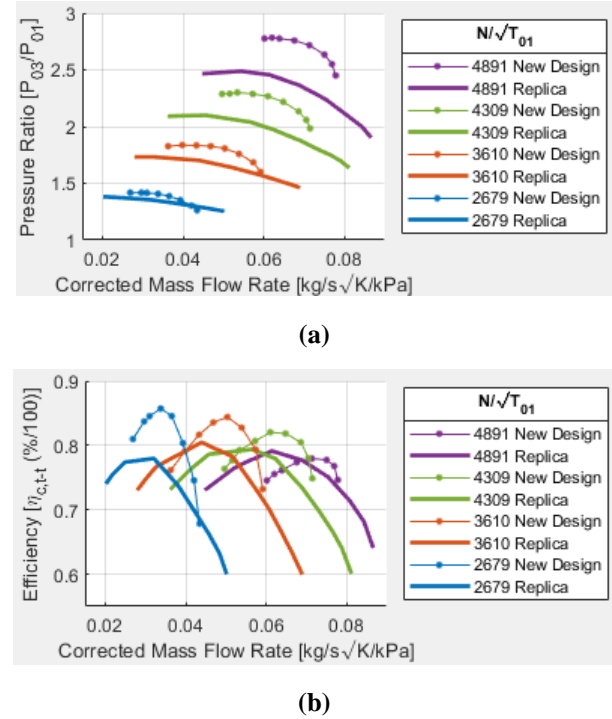 3
2.5
2
1.5
1
0.02 0.04 0.06 0.08
Pressure Ratio [P03/P01]
Corrected Mass Flow Rate [kg/s√K/kPa]
N/√T01
4891 New Design
4891 Replica
4309 New Design
4309 Replica
3610 New Design
3610 Replica
2679 New Design
2679 Replica
(a)
0.9
0.8
0.7
0.6
0.02 0.04 0.06 0.08
Efficiency [ηc,t-t (%/100)]
Corrected Mass Flow Rate [kg/s√K/kPa]
N/√T01
4891 New Design
4891 Replica
4309 New Design
4309 Replica
3610 New Design
3610 Replica
2679 New Design
2679 Replica
(b)